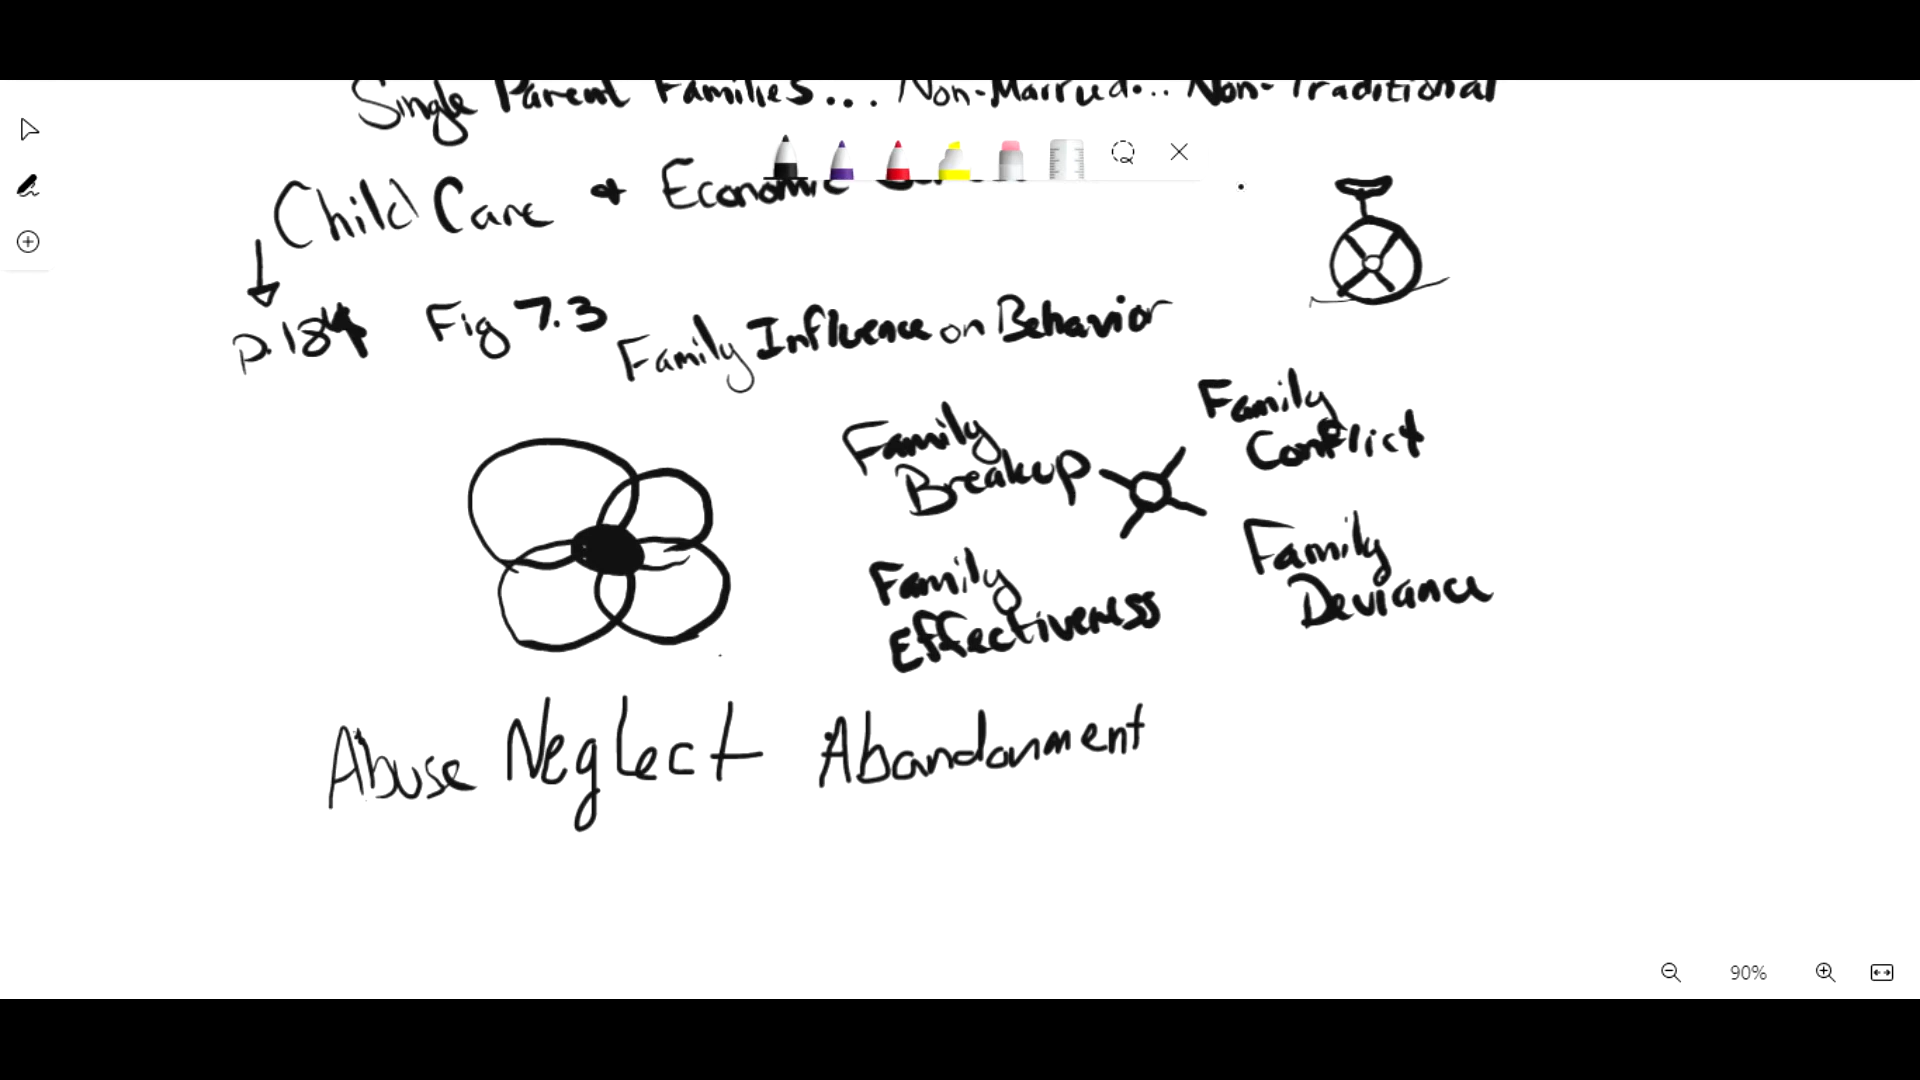 Single Parent Families... Non-Married... Non-Traditional
Child Care & Economic
p.184 Fig 7.3 Family Influence on Behavior
Family Breakup
Family Conflict
Family Effectiveness
Family Deviance
Abuse Neglect Abandonment
90%